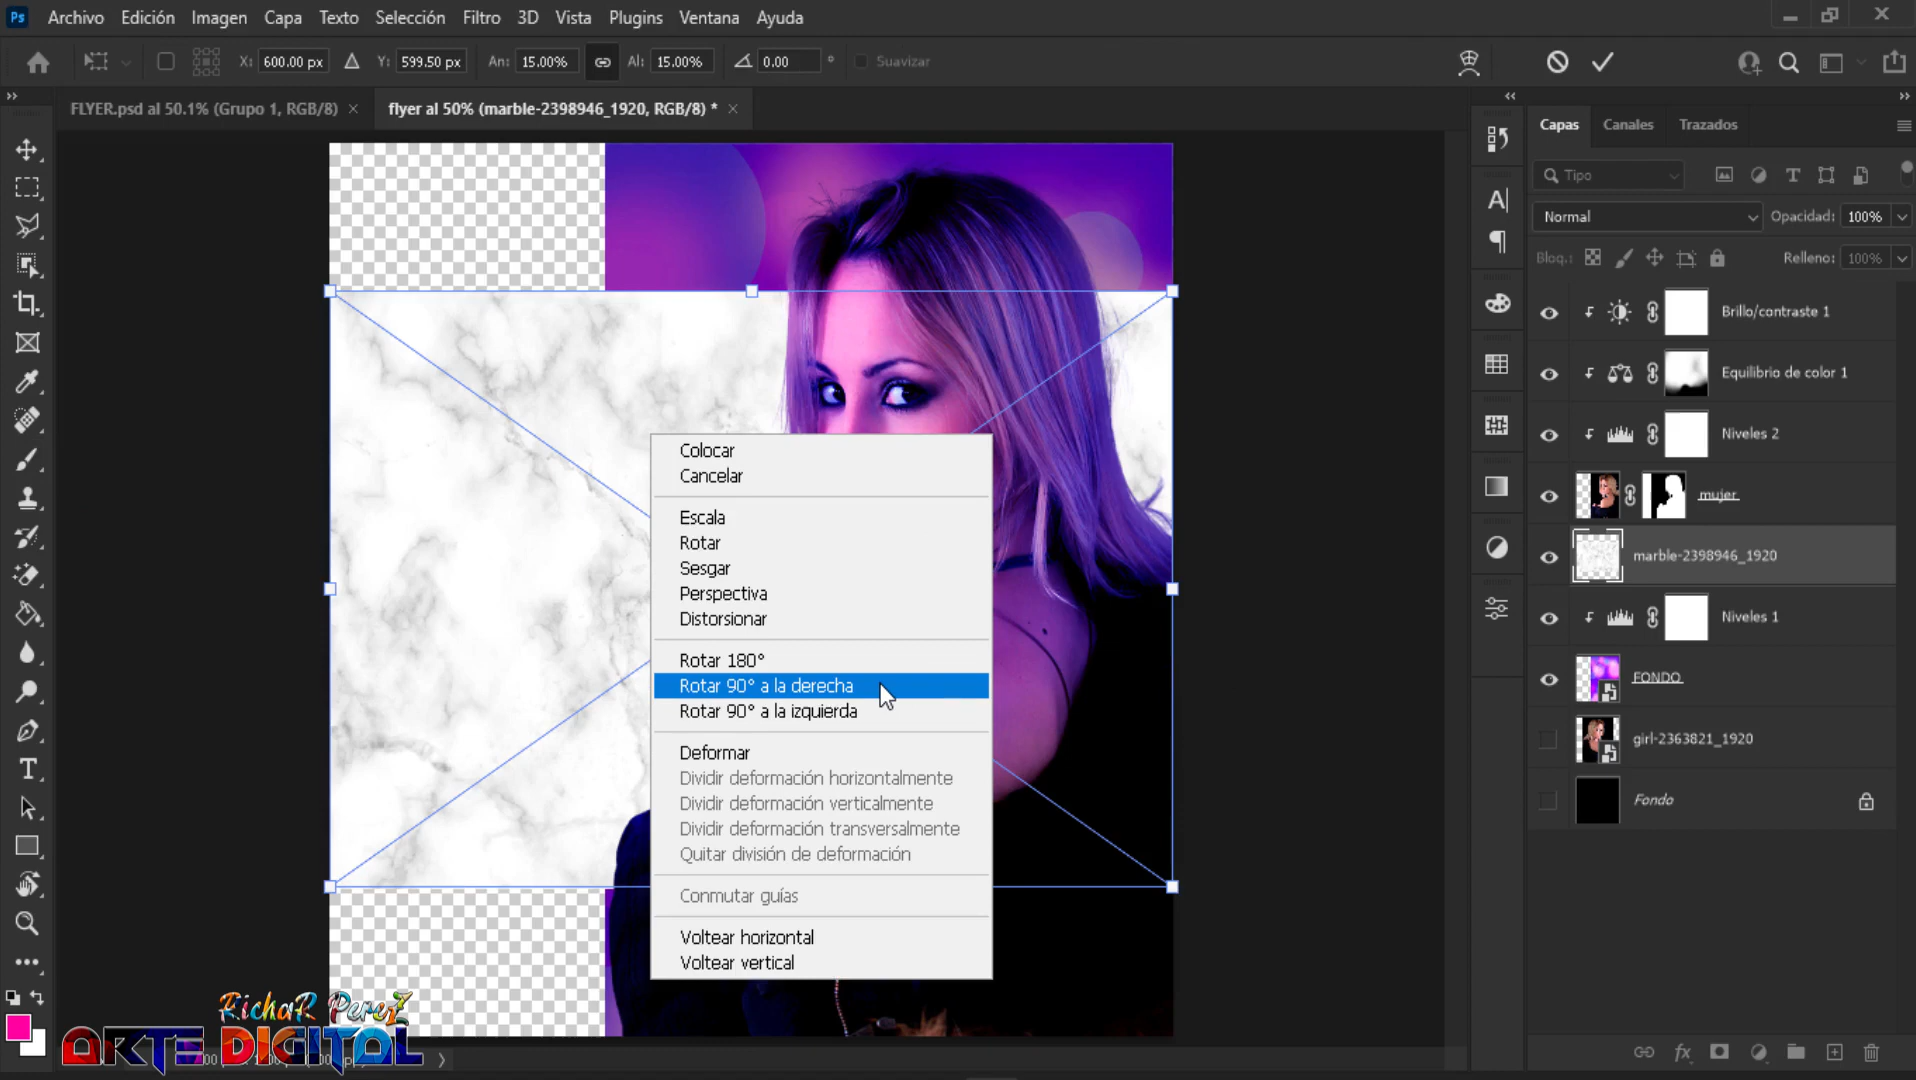 Ps Archivo Edición Imagen Capa Texto Selección Filtro 3D Vista Plugins Ventana Ayuda
X: 600.00 px Y: 599.50 px An: 15.00% Al: 15.00% 0.00 ° Suavizar
FLYER.psd al 50.1% (Grupo 1, RGB/8) flyer al 50% (marble-2398946_1920, RGB/8) *
Colocar
Cancelar
Escala
Rotar
Sesgar
Perspectiva
Distorsionar
Rotar 180°
Rotar 90° a la derecha
Rotar 90° a la izquierda
Deformar
Dividir deformación horizontalmente
Dividir deformación verticalmente
Dividir deformación transversalmente
Quitar división de deformación
Conmutar guías
Voltear horizontal
Voltear vertical
Capas Canales Trazados
Tipo
Normal Opacidad: 100%
Bloq.: Relleno: 100%
Brillo/contraste 1
Equilibrio de color 1
Niveles 2
mujer
marble-2398946_1920
Niveles 1
FONDO
girl-2363821_1920
Fondo
RichaR PereZ
ARTE DIGITAL